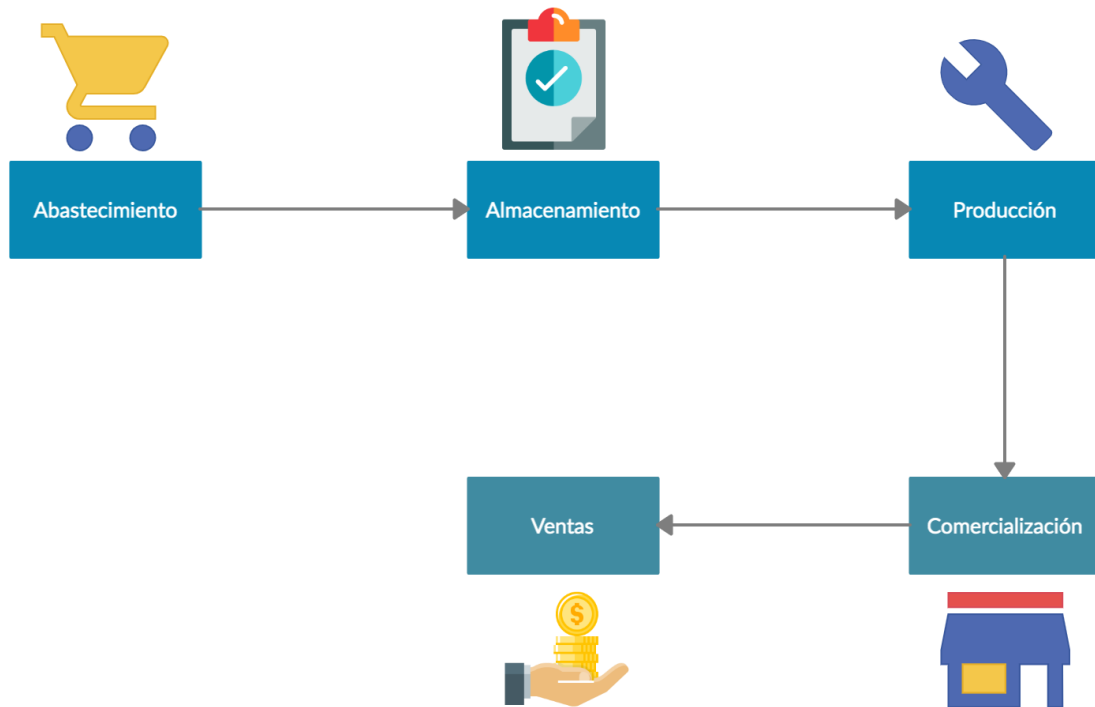 Abastecimiento
Almacenamiento
Producción
Comercialización
Ventas
$